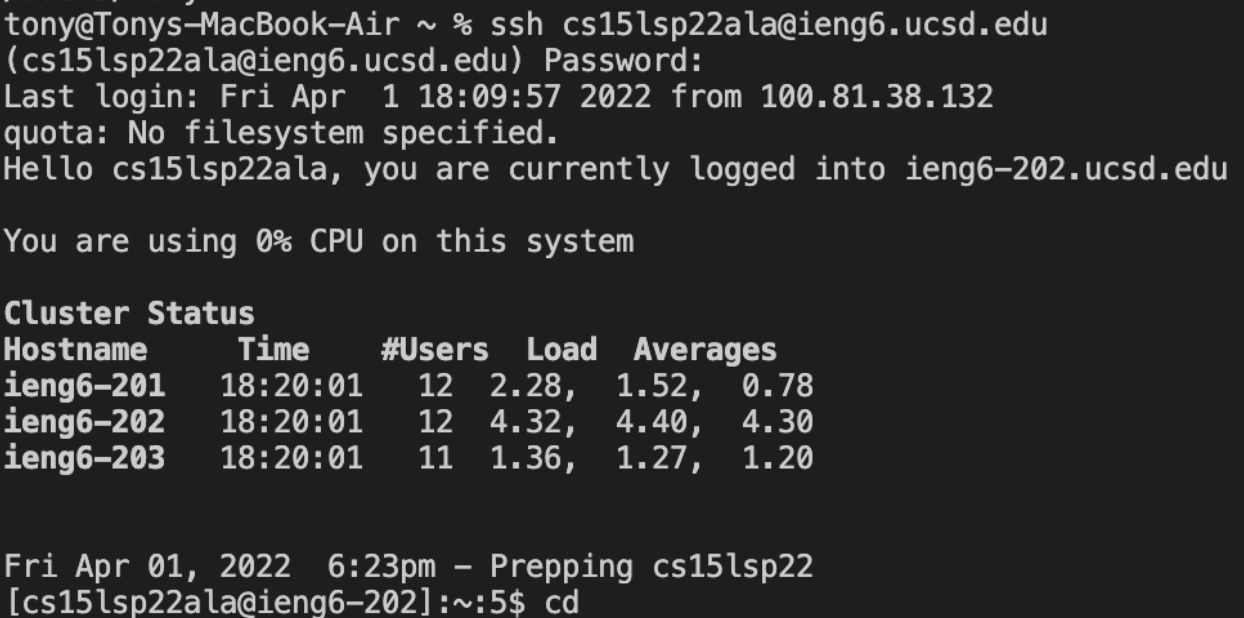 tony@Tonys-MacBook-Air ~ % ssh cs15lsp22ala@ieng6.ucsd.edu
(cs15lsp22ala@ieng6.ucsd.edu) Password:
Last login: Fri Apr  1 18:09:57 2022 from 100.81.38.132
quota: No filesystem specified.
Hello cs15lsp22ala, you are currently logged into ieng6-202.ucsd.edu
You are using 0% CPU on this system
Cluster Status
Hostname     Time    #Users  Load  Averages
ieng6-201   18:20:01   12  2.28,  1.52,  0.78
ieng6-202   18:20:01   12  4.32,  4.40,  4.30
ieng6-203   18:20:01   11  1.36,  1.27,  1.20
Fri Apr 01, 2022  6:23pm - Prepping cs15lsp22
[cs15lsp22ala@ieng6-202]:~:5$ cd